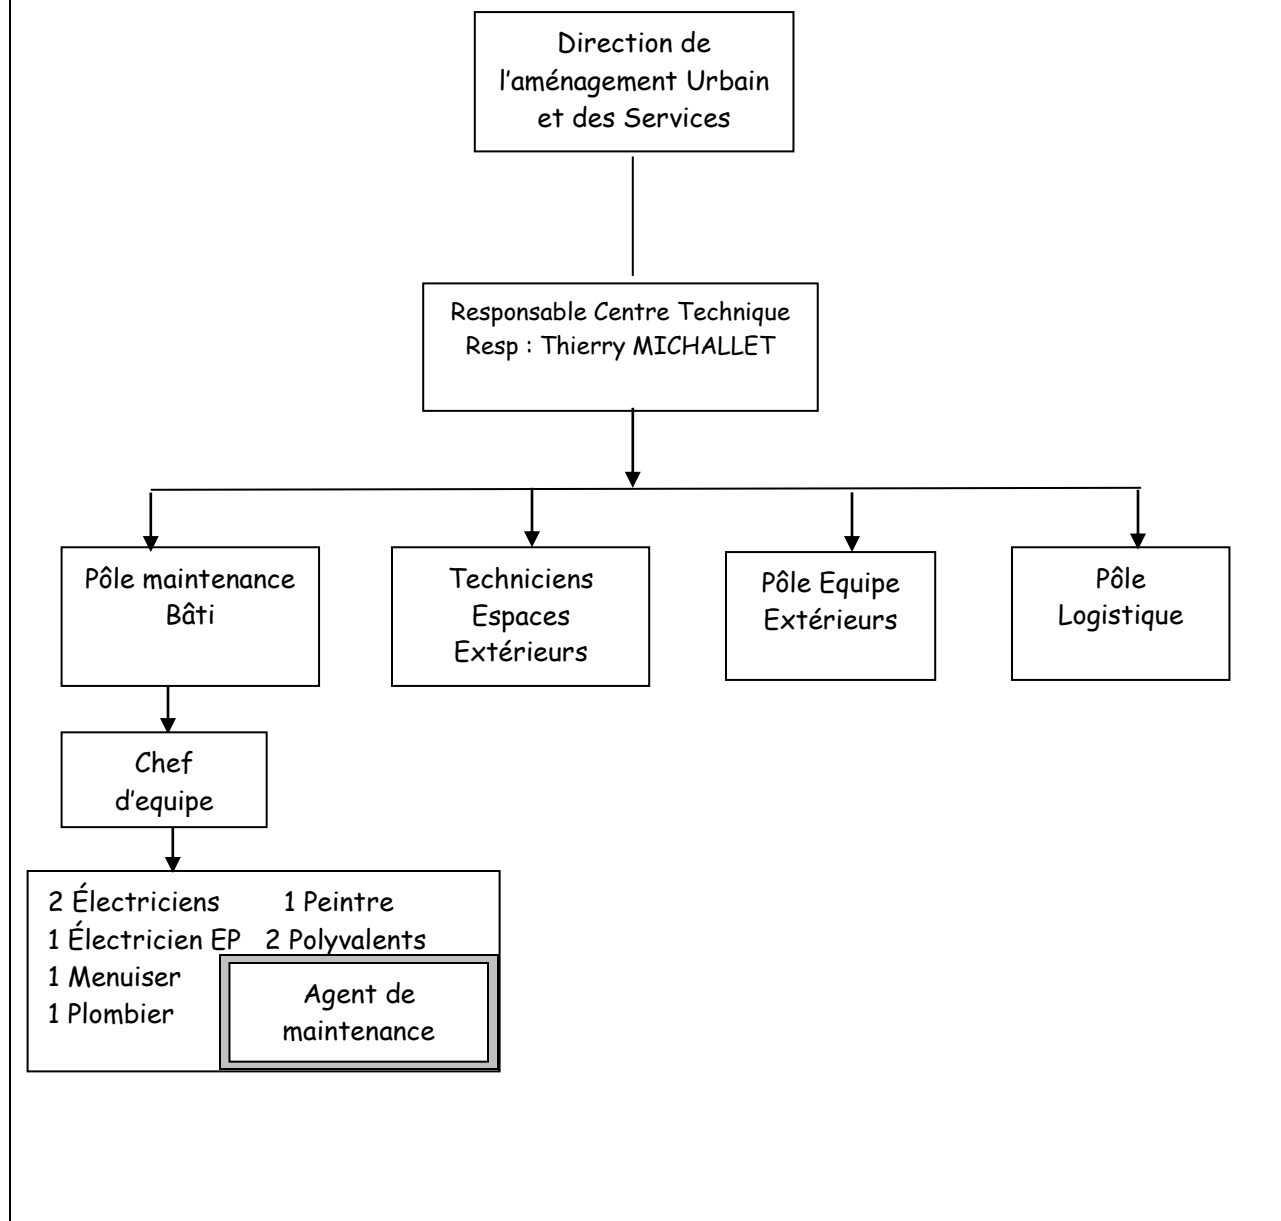 Direction de
l'aménagement Urbain
et des Services
Responsable Centre Technique
Resp : Thierry MICHALLET
Pôle maintenance
Bâti
Techniciens
Espaces
Extérieurs
Pôle Equipe
Extérieurs
Pôle
Logistique
Chef
d'equipe
2 Électriciens 1 Peintre
1 Électricien EP 2 Polyvalents
1 Menuiser
1 Plombier
Agent de
maintenance